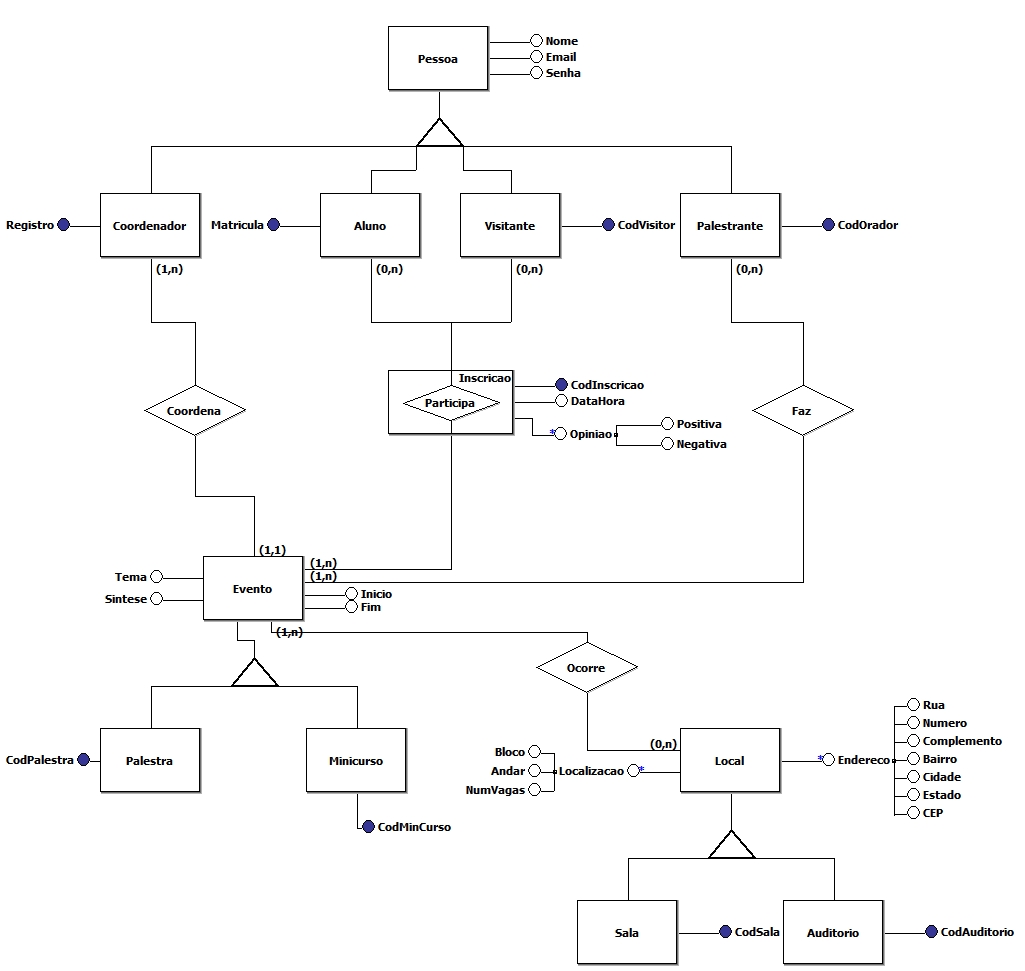 Pessoa
Nome
Email
Senha
Registro
Coordenador
Matricula
Aluno
Visitante
CodVisitor
Palestrante
CodOrador
(1,n)
(0,n)
(0,n)
(0,n)
Coordena
Inscricao
Participa
CodInscricao
DataHora
* Opiniao
Positiva
Negativa
Faz
(1,1)
(1,n)
(1,n)
Tema
Sintese
Evento
Inicio
Fim
(1,n)
Ocorre
(0,n)
CodPalestra
Palestra
Minicurso
CodMinCurso
Bloco
Andar
NumVagas
Localizacao *
Local
* Endereco
Rua
Numero
Complemento
Bairro
Cidade
Estado
CEP
Sala
CodSala
Auditorio
CodAuditorio